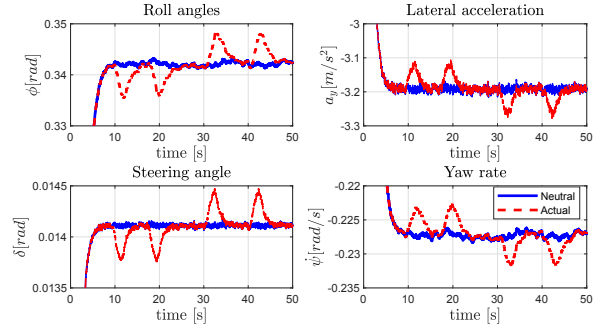 Roll angles
0.35
0.34
0.33
ϕ[rad]
0 10 20 30 40 50
time [s]
Lateral acceleration
-3
-3.1
-3.2
-3.3
a_y[m/s²]
0 10 20 30 40 50
time [s]
Steering angle
0.0145
0.014
0.0135
δ[rad]
0 10 20 30 40 50
time [s]
Yaw rate
-0.22
-0.225
-0.23
-0.235
ψ̇[rad/s]
Neutral
Actual
0 10 20 30 40 50
time [s]